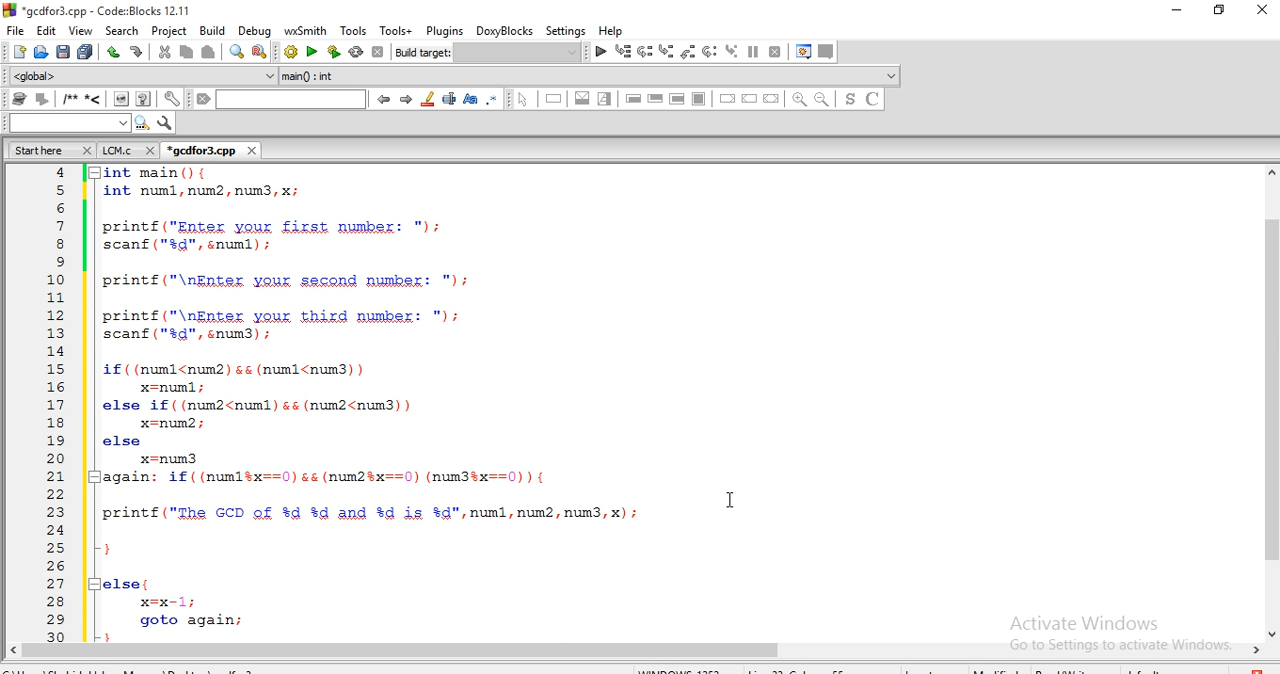 *gcdfor3.cpp - Code::Blocks 12.11
File Edit View Search Project Build Debug wxSmith Tools Tools+ Plugins DoxyBlocks Settings Help
Build target:
<global> main() : int
/** *< .*
S C
Start here LCM.c *gcdfor3.cpp
4 int main(){
5 int num1,num2,num3,x;
6
7 printf("Enter your first number: ");
8 scanf("%d",&num1);
9
10 printf("\nEnter your second number: ");
11
12 printf("\nEnter your third number: ");
13 scanf("%d",&num3);
14
15 if((num1<num2)&&(num1<num3))
16 x=num1;
17 else if((num2<num1)&&(num2<num3))
18 x=num2;
19 else
20 x=num3
21 again: if((num1%x==0)&&(num2%x==0)(num3%x==0)){
22
23 printf("The GCD of %d %d and %d is %d",num1,num2,num3,x);
24
25 }
26
27 else{
28 x=x-1;
29 goto again;
30 }
Activate Windows
Go to Settings to activate Windows.